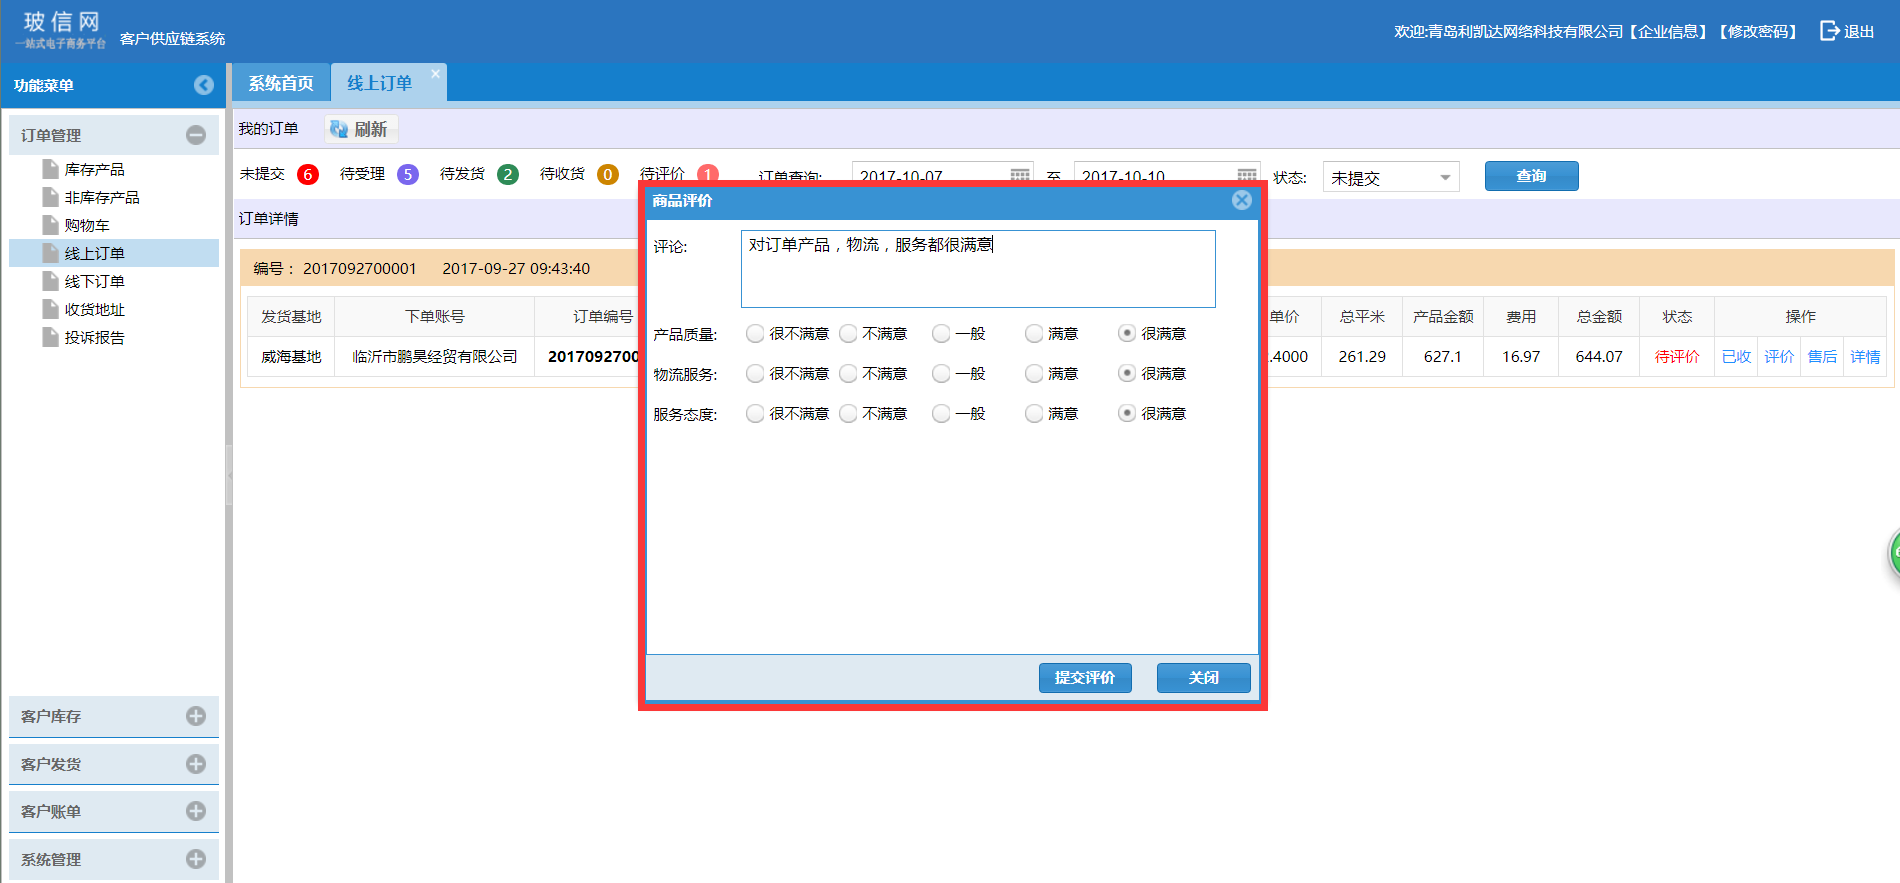 玻信网
一站式电子商务平台
客户供应链系统
欢迎:青岛利凯达网络科技有限公司【企业信息】【修改密码】 退出
功能菜单
系统首页 线上订单
订单管理
库存产品
非库存产品
购物车
线上订单
线下订单
收货地址
投诉报告
客户库存
客户发货
客户账单
系统管理
我的订单 刷新
未提交 6 待受理 5 待发货 2 待收货 0 待评价 1 订单查询: 2017-10-07 至 2017-10-10 状态: 未提交 查询
订单详情
编号： 2017092700001 2017-09-27 09:43:40
发货基地 下单账号 订单编号 单价 总平米 产品金额 费用 总金额 状态 操作
威海基地 临沂市鹏昊经贸有限公司 2017092700 .4000 261.29 627.1 16.97 644.07 待评价 已收 评价 售后 详情
商品评价
评论: 对订单产品，物流，服务都很满意
产品质量: 很不满意 不满意 一般 满意 很满意
物流服务: 很不满意 不满意 一般 满意 很满意
服务态度: 很不满意 不满意 一般 满意 很满意
提交评价 关闭